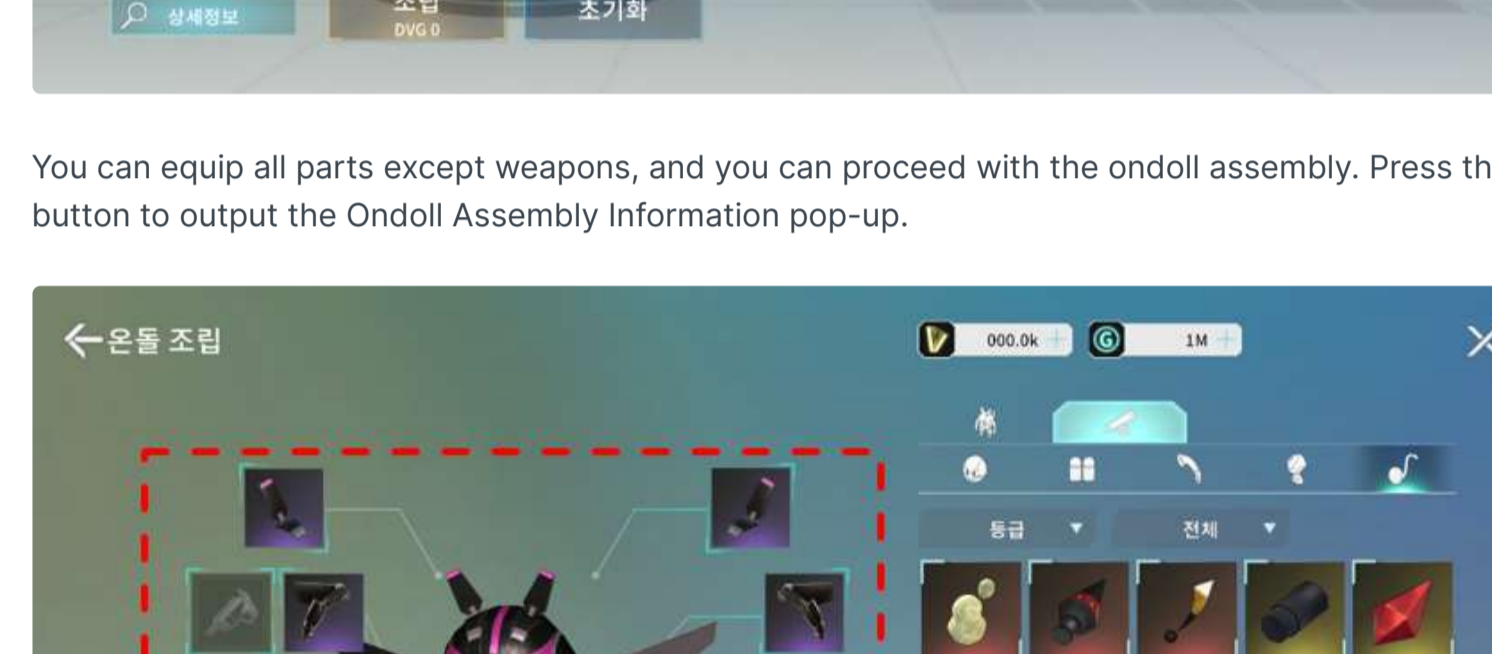 상세정보
조립
DVG 0
초기화
You can equip all parts except weapons, and you can proceed with the ondoll assembly. Press th
button to output the Ondoll Assembly Information pop-up.
온돌 조립
000.0k
1M
등급
전체